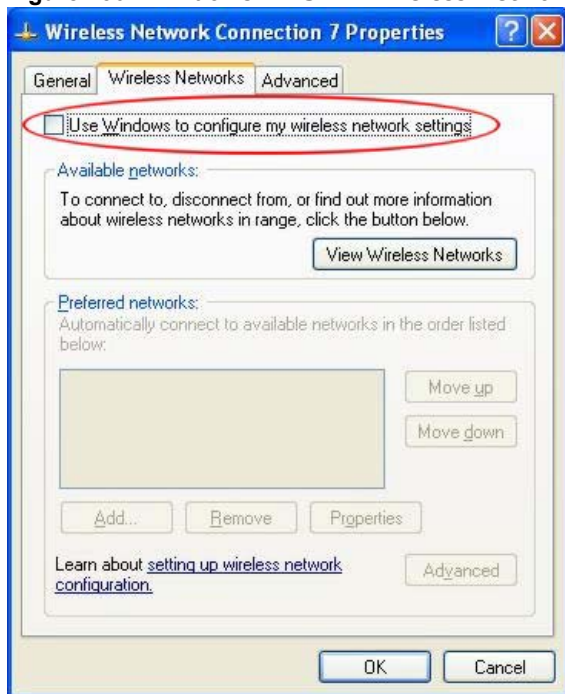 Wireless Network Connection 7 Properties
General Wireless Networks Advanced
Use Windows to configure my wireless network settings
Available networks:
To connect to, disconnect from, or find out more information
about wireless networks in range, click the button below.
View Wireless Networks
Preferred networks:
Automatically connect to available networks in the order listed
below:
Move up
Move down
Add... Remove Properties
Learn about setting up wireless network
configuration.
Advanced
OK Cancel